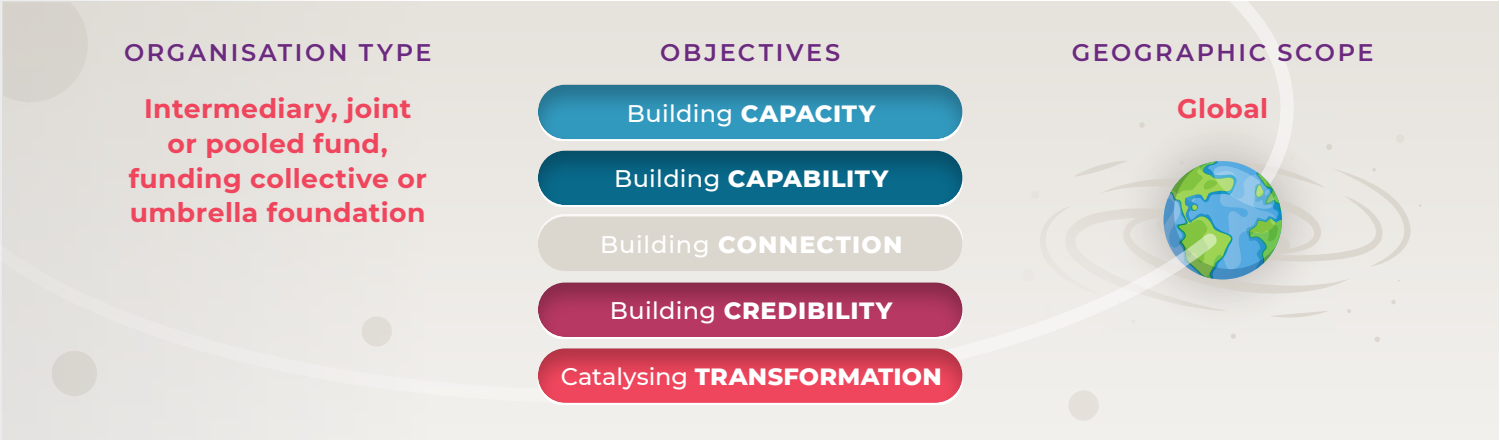 ORGANISATION TYPE
Intermediary, joint
or pooled fund,
funding collective or
umbrella foundation
OBJECTIVES
Building CAPACITY
Building CAPABILITY
Building CONNECTION
Building CREDIBILITY
Catalysing TRANSFORMATION
GEOGRAPHIC SCOPE
Global